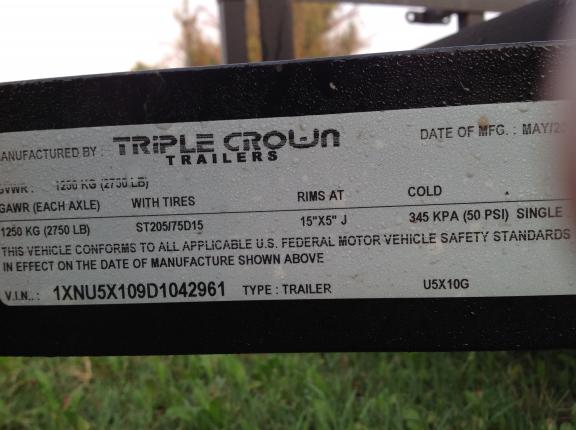 MANUFACTURED BY : TRIPLE CROWN TRAILERS DATE OF MFG. : MAY/20
GVWR : 1250 KG (2750 LB)
GAWR (EACH AXLE) WITH TIRES RIMS AT COLD
1250 KG (2750 LB) ST205/75D15 15"X5" J 345 KPA (50 PSI) SINGLE
THIS VEHICLE CONFORMS TO ALL APPLICABLE U.S. FEDERAL MOTOR VEHICLE SAFETY STANDARDS
IN EFFECT ON THE DATE OF MANUFACTURE SHOWN ABOVE
V.I.N.. : 1XNU5X109D1042961 TYPE : TRAILER U5X10G